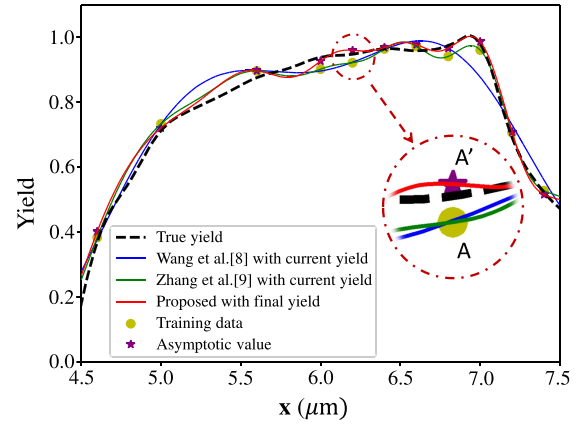 1.0
0.8
0.6
0.4
0.2
0.0
Yield
4.5 5.0 5.5 6.0 6.5 7.0 7.5
x (μm)
A’
A
True yield
Wang et al.[8] with current yield
Zhang et al.[9] with current yield
Proposed with final yield
Training data
Asymptotic value